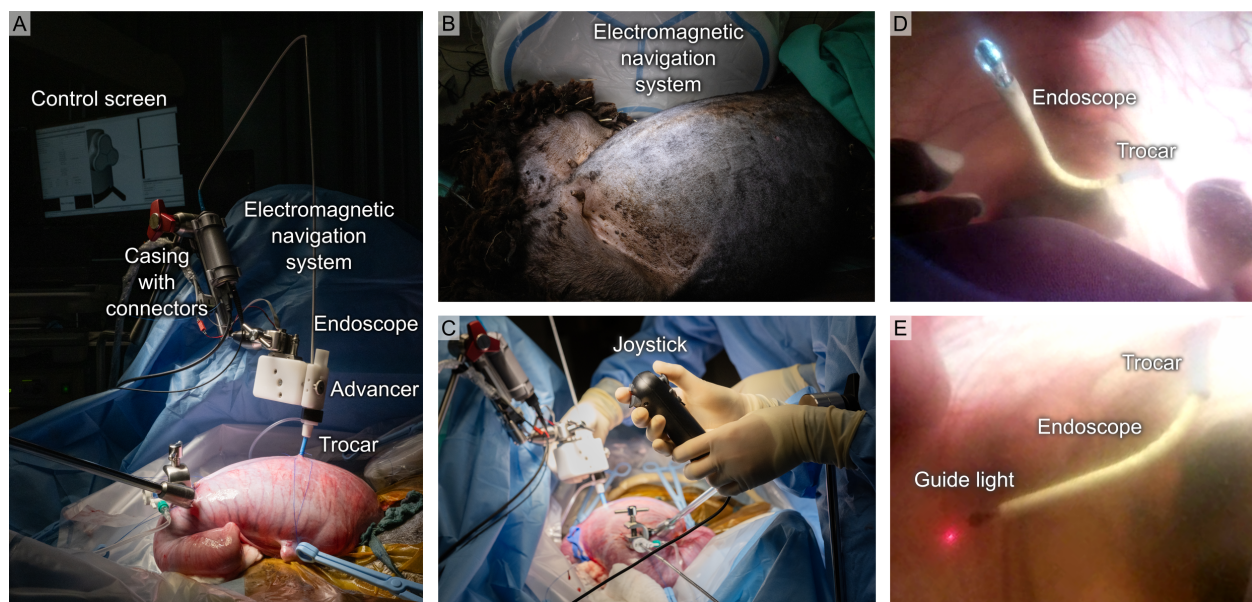 A
Control screen
Electromagnetic
navigation
system
Casing
with
connectors
Endoscope
Advancer
Trocar
B
Electromagnetic
navigation
system
C
Joystick
D
Endoscope
Trocar
E
Trocar
Endoscope
Guide light